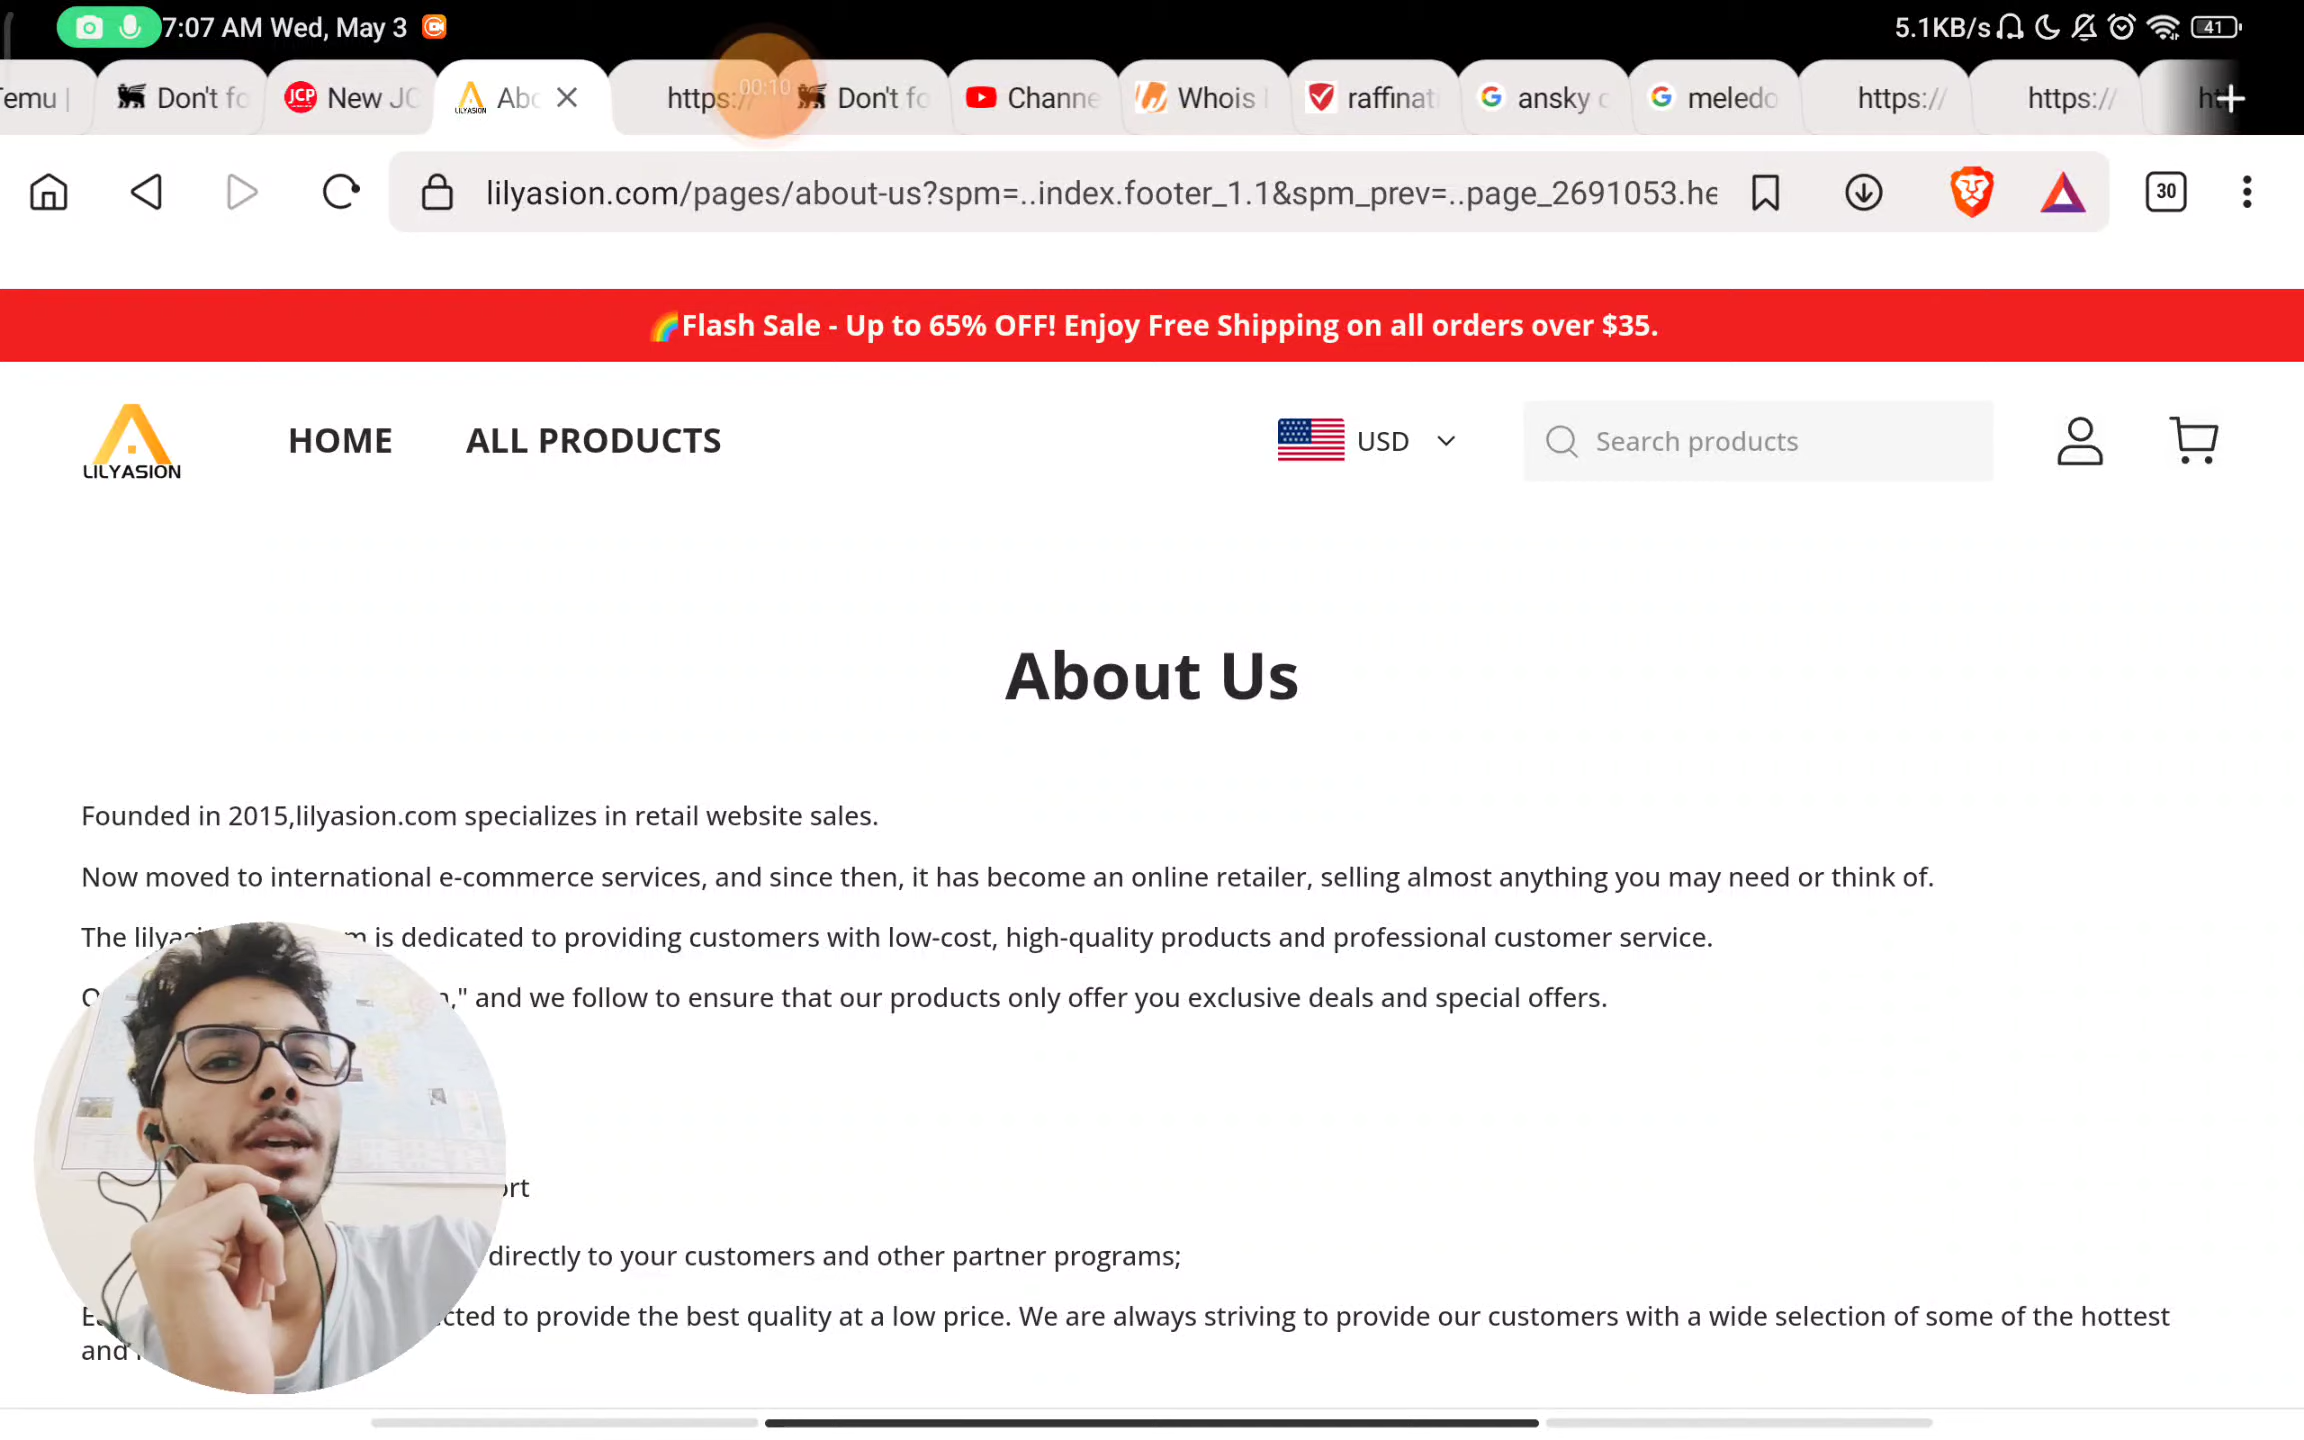 7:07 AM Wed, May 3
5.1KB/s 41
Temu | Don't fo JCP New JC Abo https:// 00:10 Don't fo Channe Whois raffinat ansky meledo https:// https://
lilyasion.com/pages/about-us?spm=..index.footer_1.1&spm_prev=..page_2691053.he 30
Flash Sale - Up to 65% OFF! Enjoy Free Shipping on all orders over $35.
LILYASION
HOME ALL PRODUCTS USD Search products
About Us
Founded in 2015,lilyasion.com specializes in retail website sales.
Now moved to international e-commerce services, and since then, it has become an online retailer, selling almost anything you may need or think of.
The is dedicated to providing customers with low-cost, high-quality products and professional customer service.
and we follow to ensure that our products only offer you exclusive deals and special offers.
directly to your customers and other partner programs;
to provide the best quality at a low price. We are always striving to provide our customers with a wide selection of some of the hottest
and